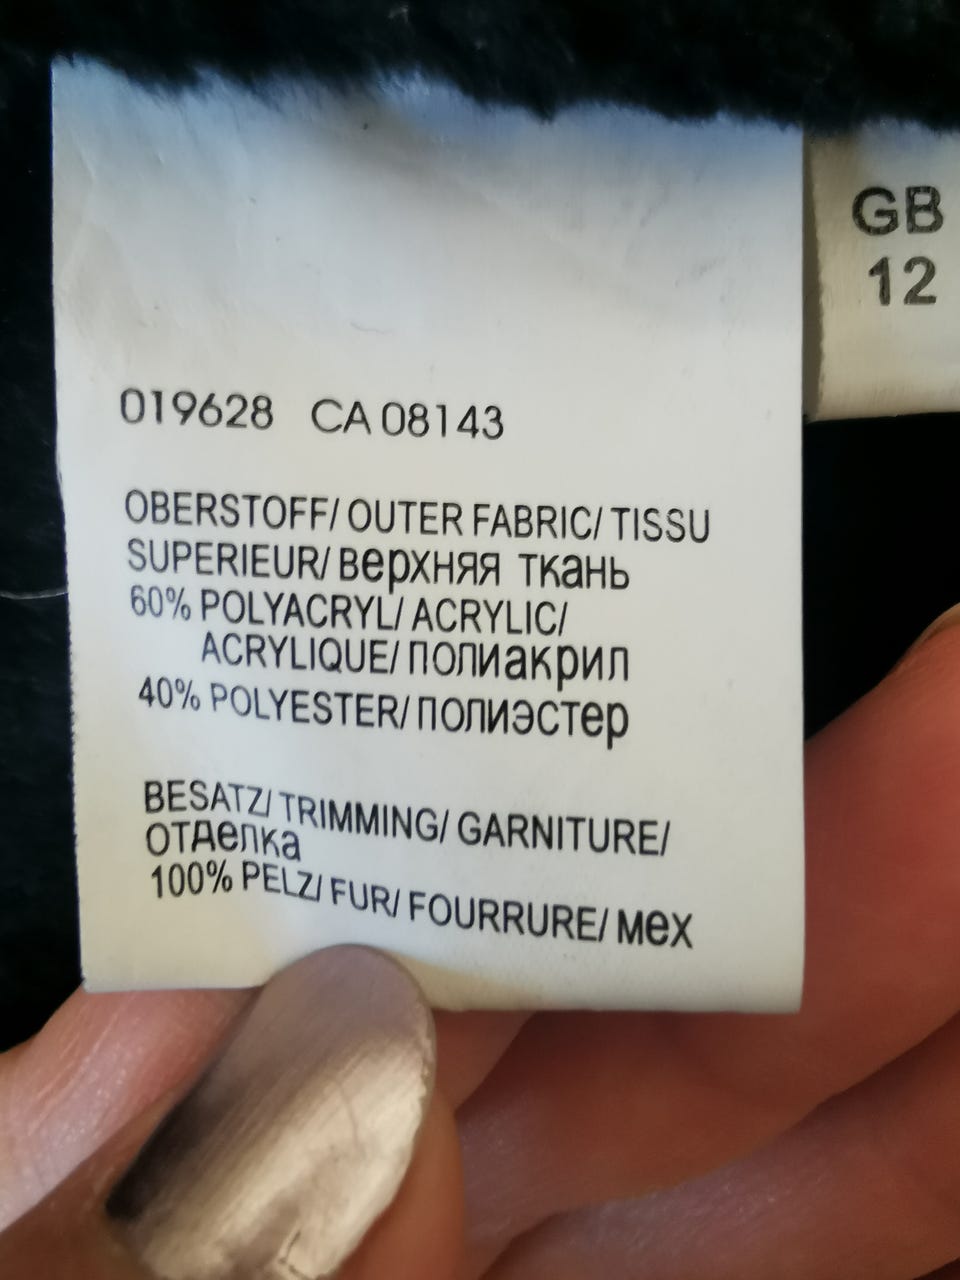 019628 CA 08143
OBERSTOFF/ OUTER FABRIC/ TISSU
SUPERIEUR/ верхняя ткань
60% POLYACRYL/ ACRYLIC/
ACRYLIQUE/ полиакрил
40% POLYESTER/ полиэстер
BESATZ/ TRIMMING/ GARNITURE/
отделка
100% PELZ/ FUR/ FOURRURE/ мех
GB
12